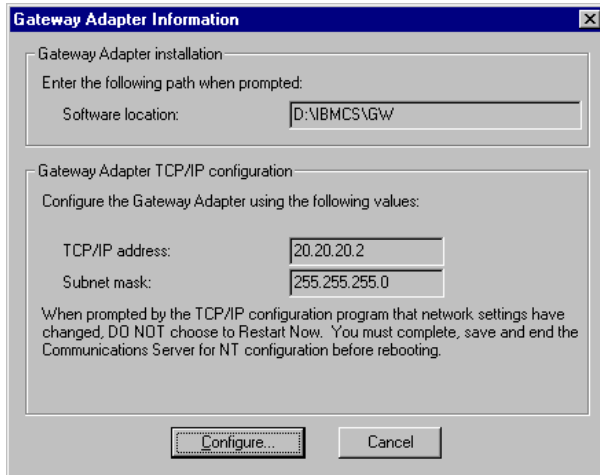 Gateway Adapter Information
Gateway Adapter installation
Enter the following path when prompted:
Software location: D:\IBMCS\GW
Gateway Adapter TCP/IP configuration
Configure the Gateway Adapter using the following values:
TCP/IP address: 20.20.20.2
Subnet mask: 255.255.255.0
When prompted by the TCP/IP configuration program that network settings have
changed, DO NOT choose to Restart Now. You must complete, save and end the
Communications Server for NT configuration before rebooting.
Configure... Cancel